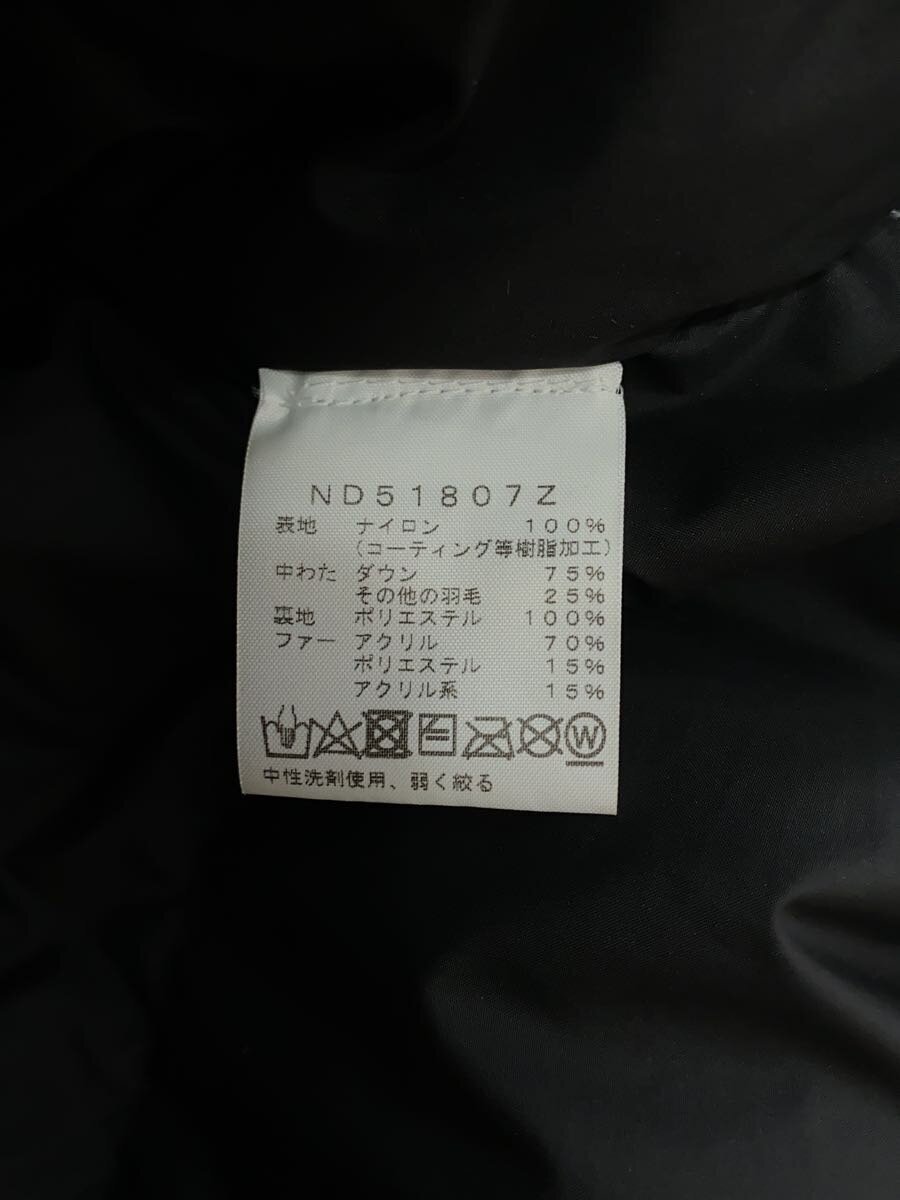 ND51807Z
表地 ナイロン 100%
(コーティング等樹脂加工)
中わた ダウン 75%
その他の羽毛 25%
裏地 ポリエステル 100%
ファー アクリル 70%
ポリエステル 15%
アクリル系 15%
W
中性洗剤使用、弱く絞る